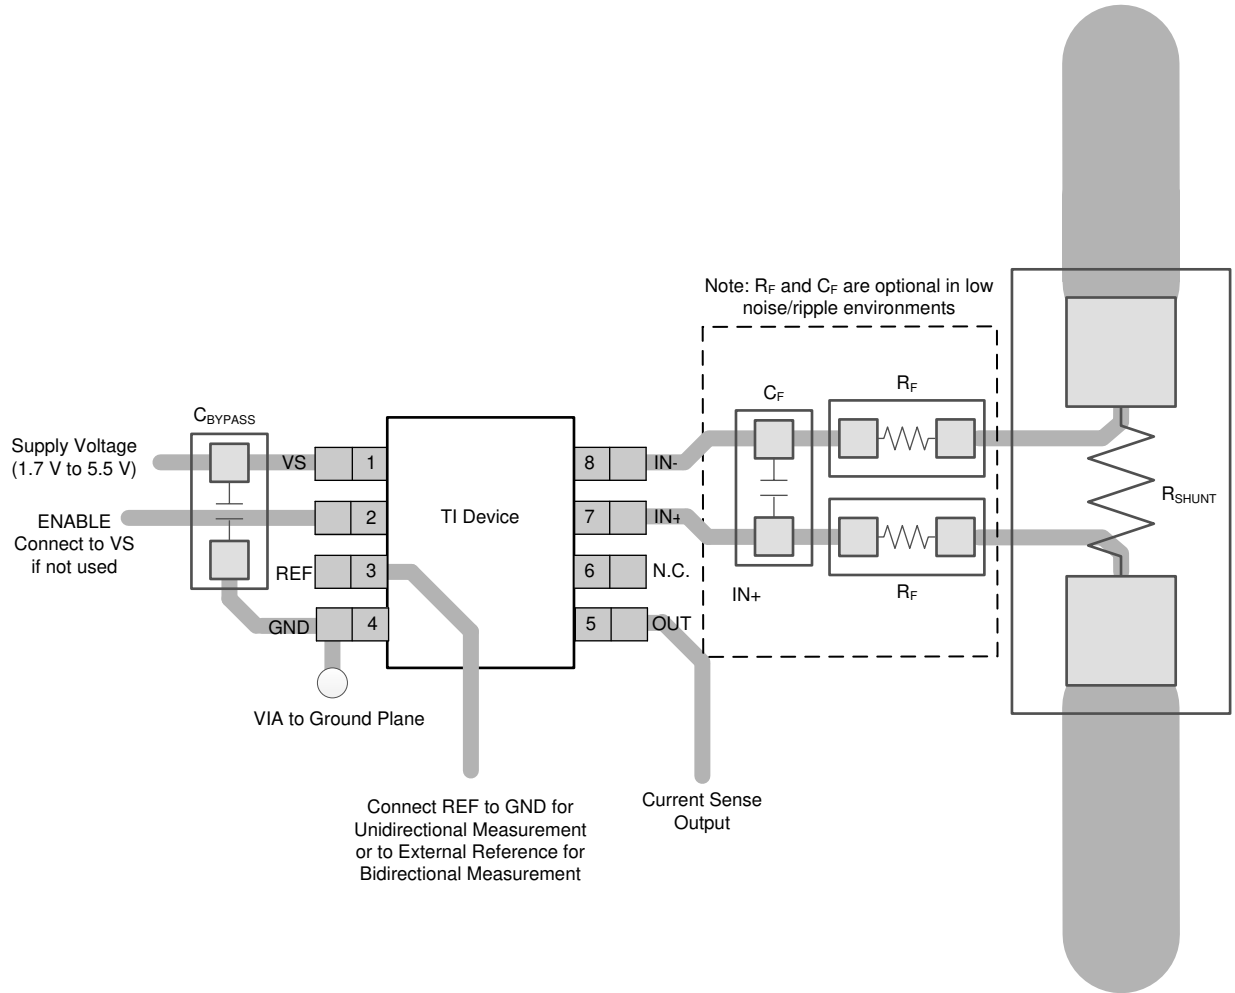 Note: RF and CF are optional in low
noise/ripple environments
CBYPASS
CF
RF
Supply Voltage
(1.7 V to 5.5 V)
VS
1
8
IN-
RSHUNT
ENABLE
Connect to VS
if not used
2
TI Device
7
IN+
REF
3
6
N.C.
IN+
RF
GND
4
5
OUT
VIA to Ground Plane
Connect REF to GND for
Unidirectional Measurement
or to External Reference for
Bidirectional Measurement
Current Sense
Output